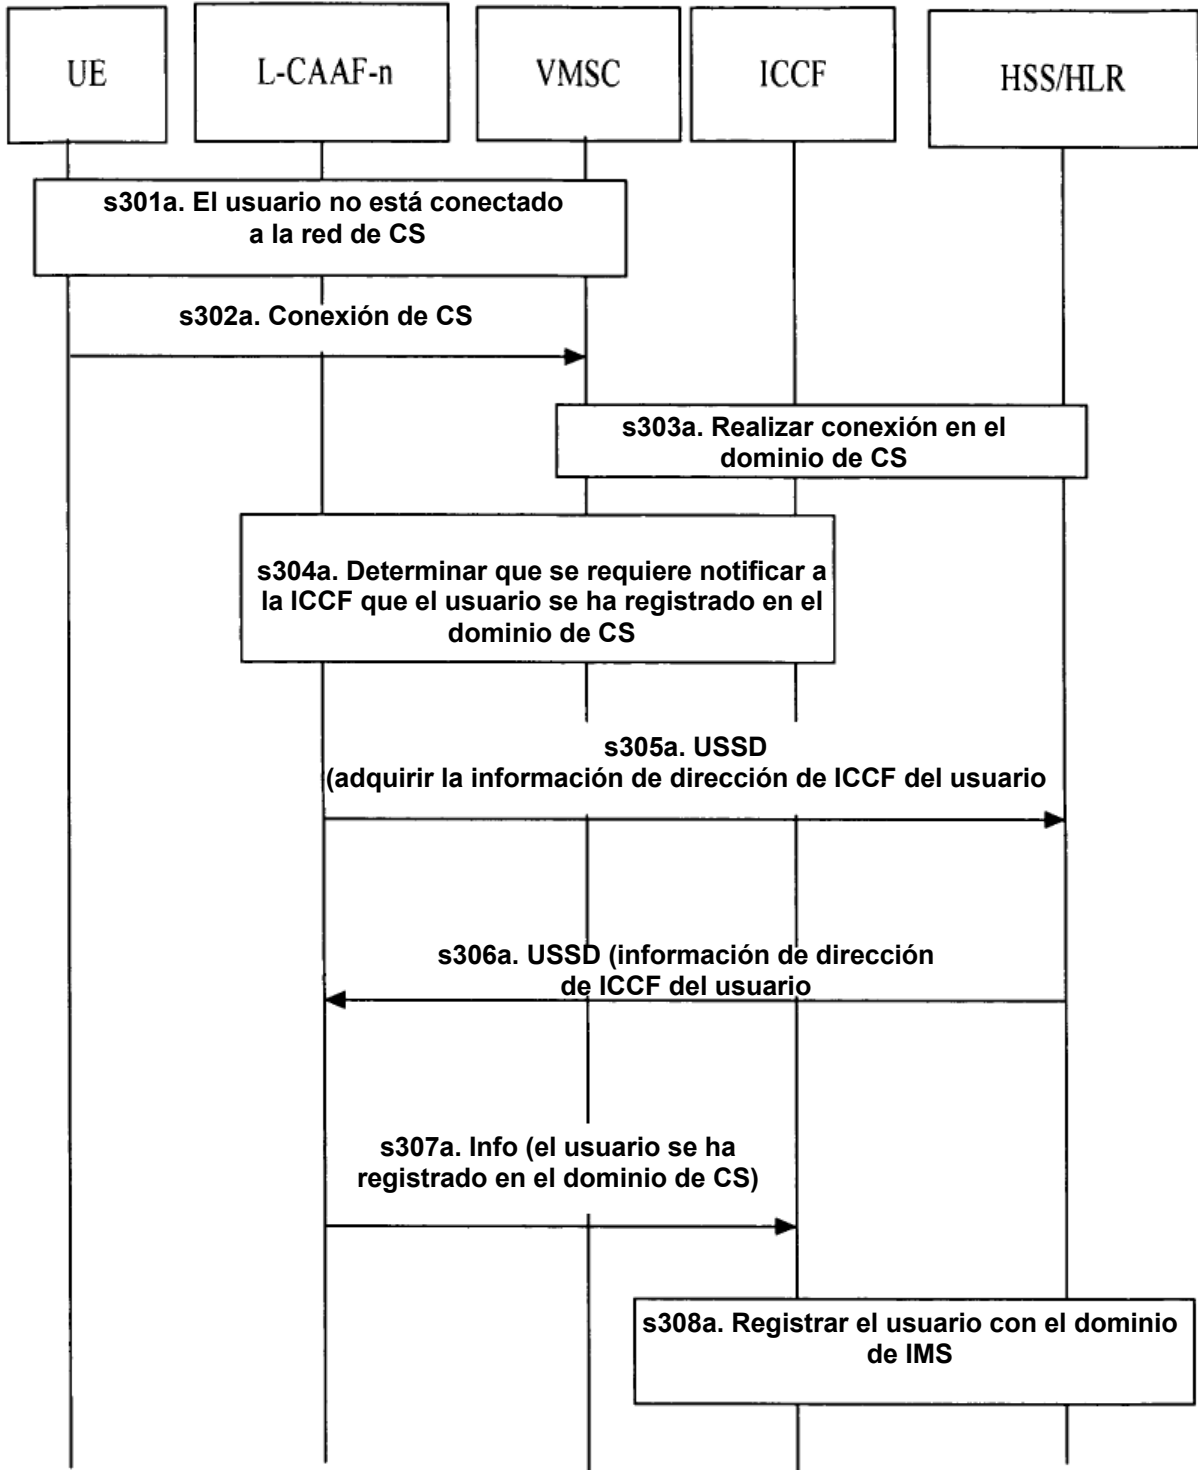 UE
L-CAAF-n
VMSC
ICCF
HSS/HLR
s301a. El usuario no está conectado
a la red de CS
s302a. Conexión de CS
s303a. Realizar conexión en el
dominio de CS
s304a. Determinar que se requiere notificar a
la ICCF que el usuario se ha registrado en el
dominio de CS
s305a. USSD
(adquirir la información de dirección de ICCF del usuario
s306a. USSD (información de dirección
de ICCF del usuario
s307a. Info (el usuario se ha
registrado en el dominio de CS)
s308a. Registrar el usuario con el dominio
de IMS